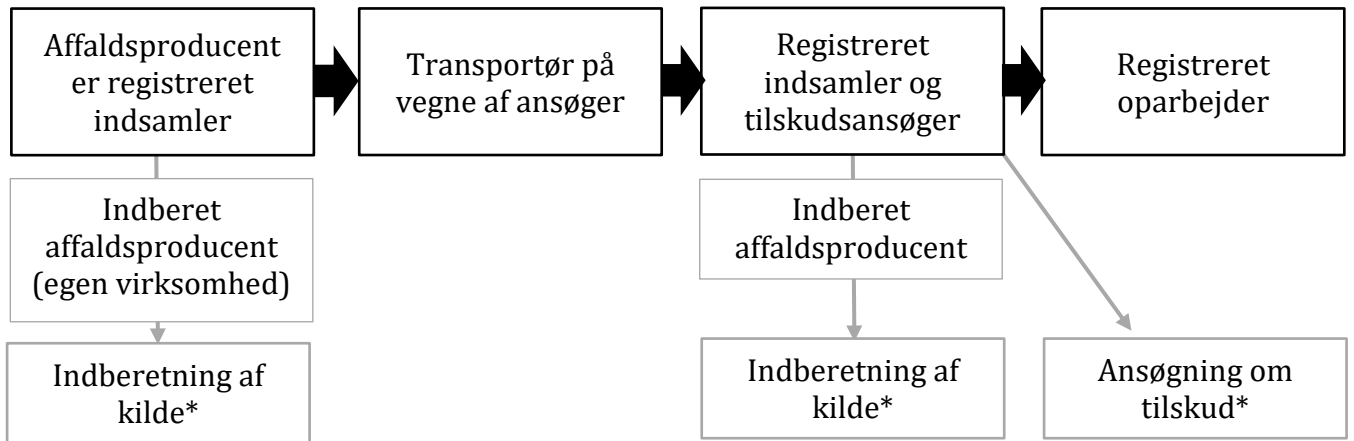 Affaldsproducent
er registreret
indsamler
Transportør på
vegne af ansøger
Registreret
indsamler og
tilskudsansøger
Registreret
oparbejder
Indberet
affaldsproducent
(egen virksomhed)
Indberet
affaldsproducent
Indberetning af
kilde*
Indberetning af
kilde*
Ansøgning om
tilskud*